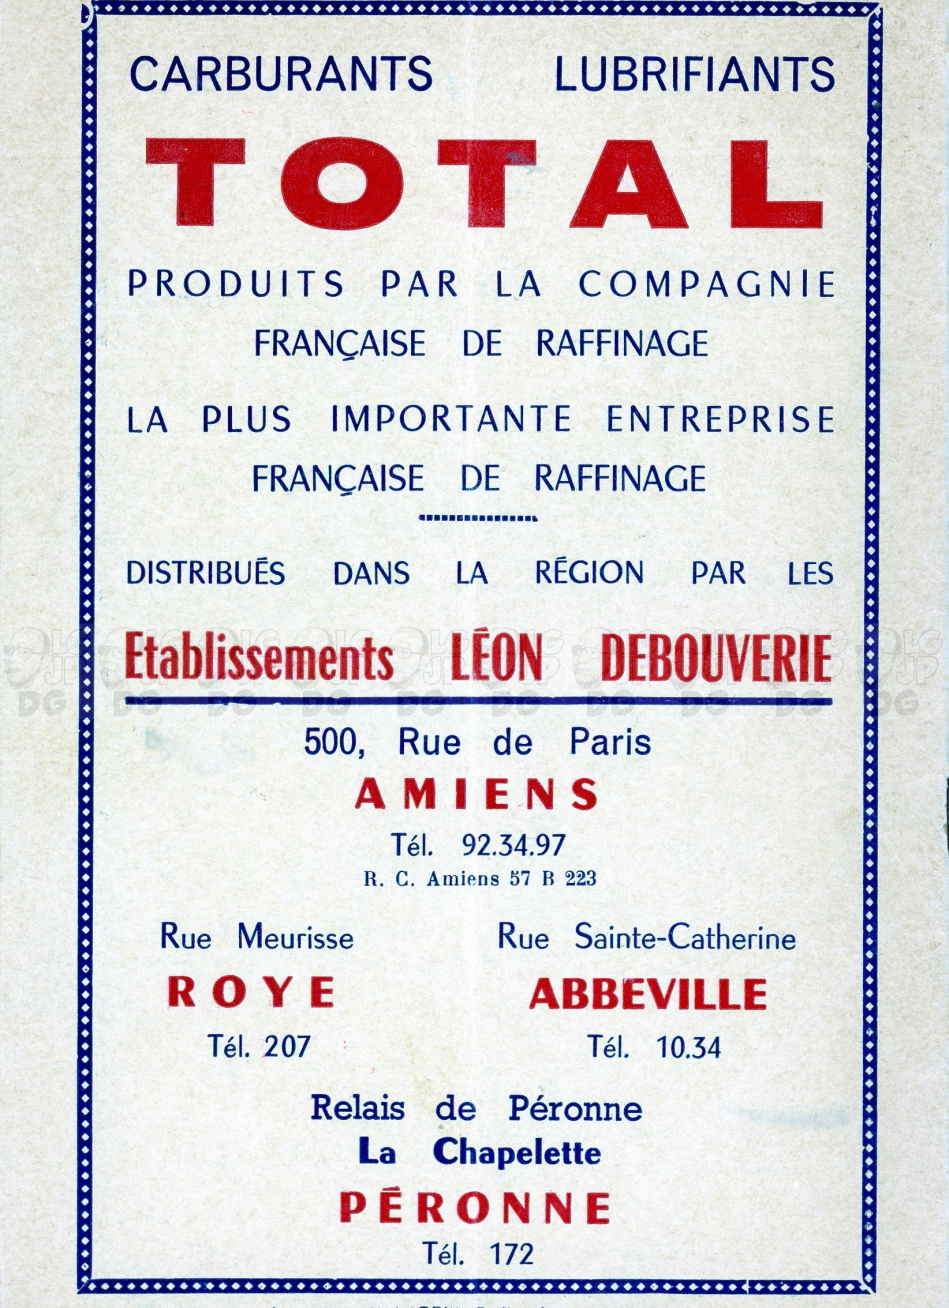 CARBURANTS LUBRIFIANTS
TOTAL
PRODUITS PAR LA COMPAGNIE
FRANÇAISE DE RAFFINAGE
LA PLUS IMPORTANTE ENTREPRISE
FRANÇAISE DE RAFFINAGE
DISTRIBUÉS DANS LA RÉGION PAR LES
Etablissements LÉON DEBOUVERIE
500, Rue de Paris
AMIENS
Tél. 92.34.97
R. C. Amiens 57 B 223
Rue Meurisse
ROYE
Tél. 207
Rue Sainte-Catherine
ABBEVILLE
Tél. 10.34
Relais de Péronne
La Chapelette
PÉRONNE
Tél. 172